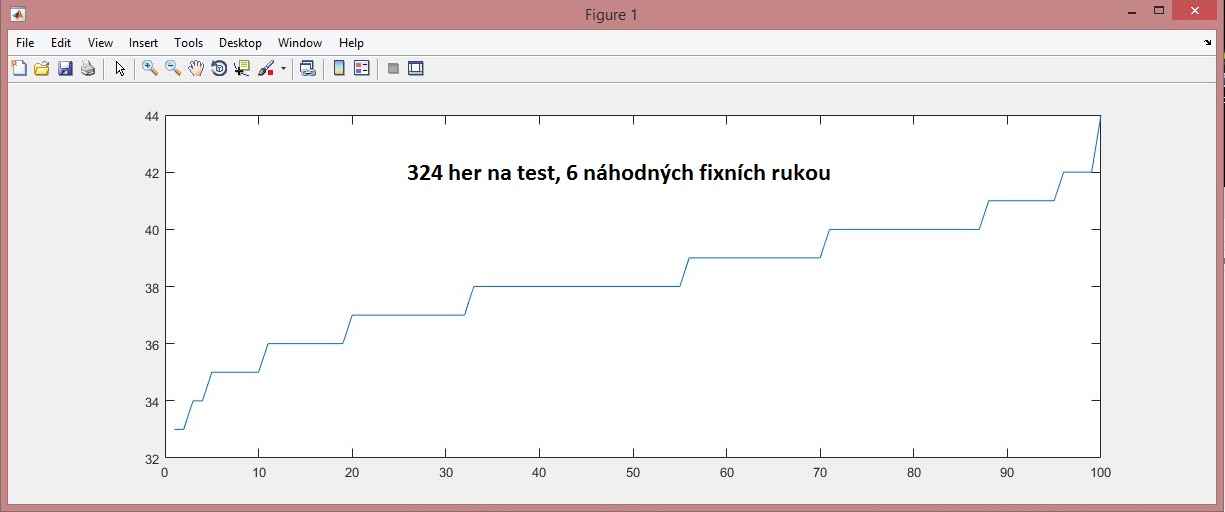 Figure 1
File Edit View Insert Tools Desktop Window Help
324 her na test, 6 náhodných fixních rukou
44
42
40
38
36
34
32
0 10 20 30 40 50 60 70 80 90 100